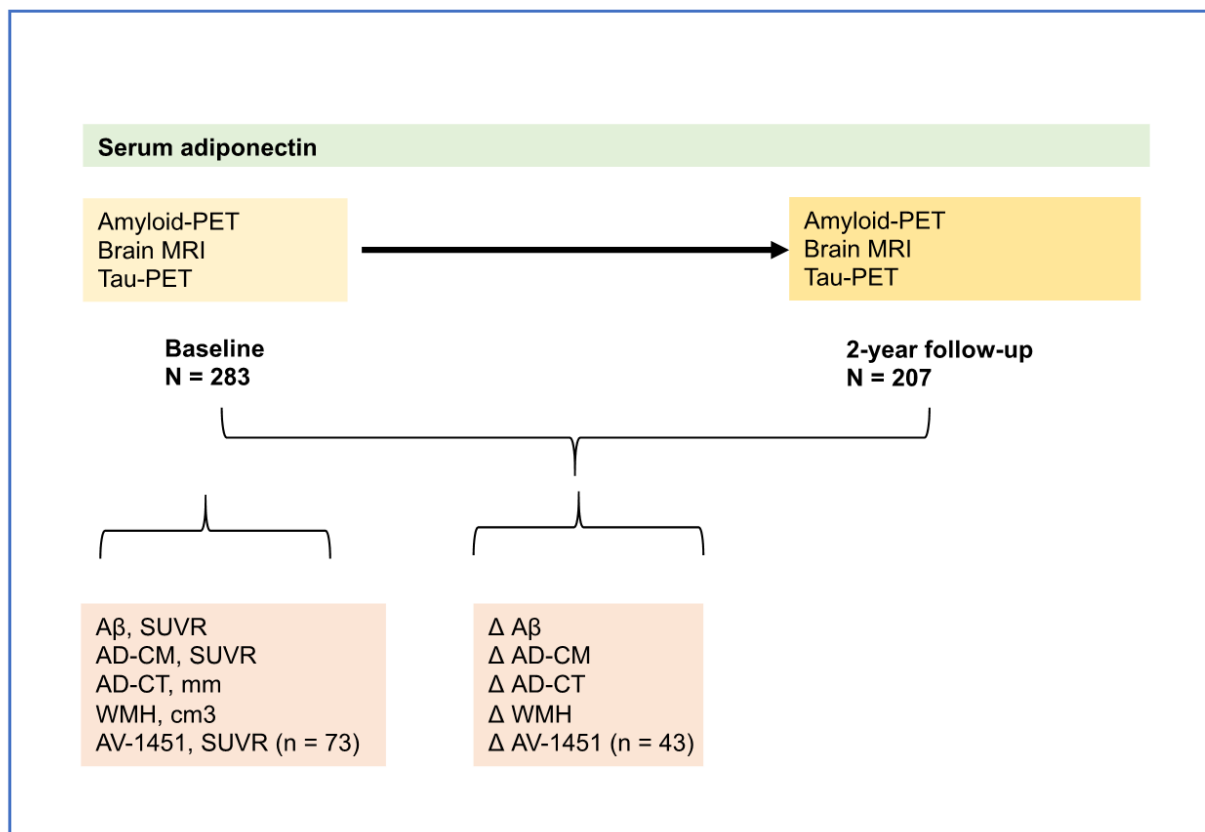 Serum adiponectin
Amyloid-PET
Brain MRI
Tau-PET
Amyloid-PET
Brain MRI
Tau-PET
Baseline
N = 283
2-year follow-up
N = 207
Aβ, SUVR
AD-CM, SUVR
AD-CT, mm
WMH, cm3
AV-1451, SUVR (n = 73)
Δ Aβ
Δ AD-CM
Δ AD-CT
Δ WMH
Δ AV-1451 (n = 43)